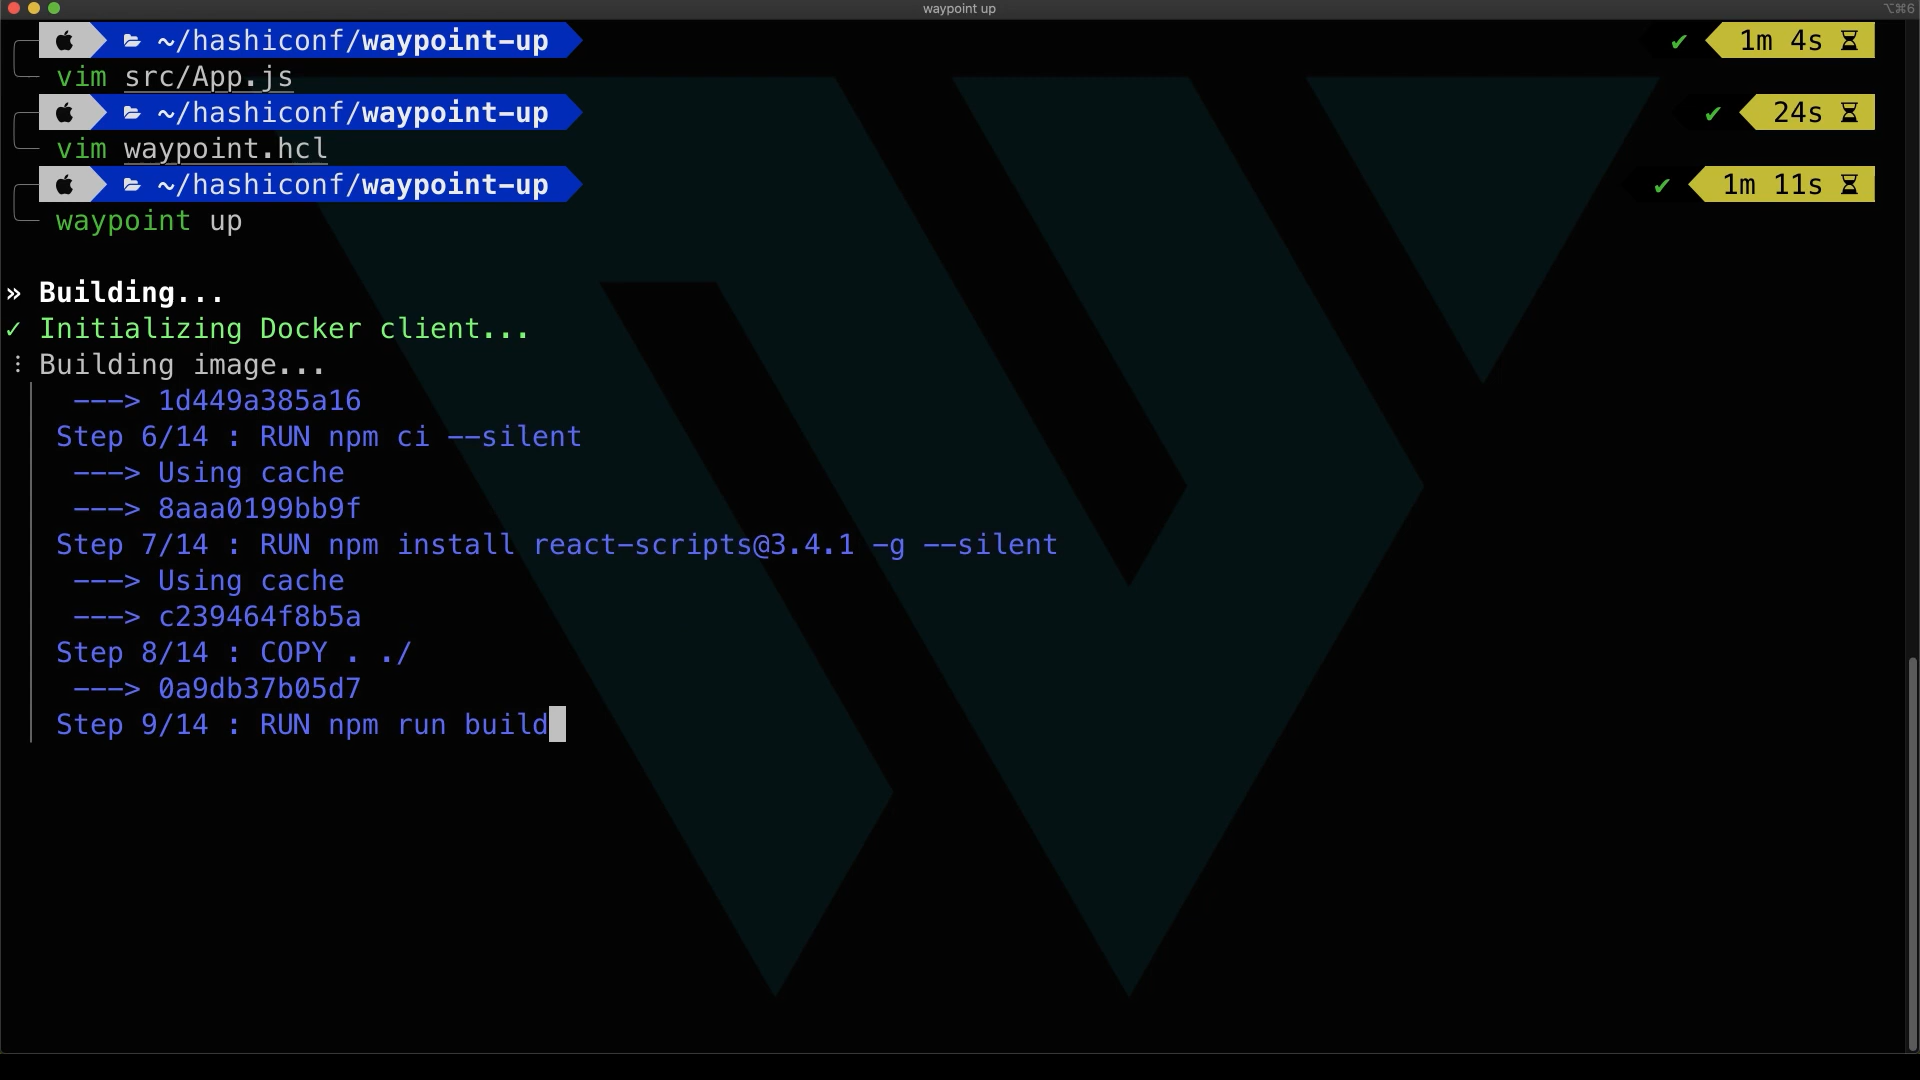 waypoint up
⌥⌘6
~/hashiconf/waypoint-up ✔ 1m 4s
vim src/App.js
~/hashiconf/waypoint-up ✔ 24s
vim waypoint.hcl
~/hashiconf/waypoint-up ✔ 1m 11s
waypoint up
» Building...
✓ Initializing Docker client...
Building image...
---> 1d449a385a16
Step 6/14 : RUN npm ci --silent
---> Using cache
---> 8aaa0199bb9f
Step 7/14 : RUN npm install react-scripts@3.4.1 -g --silent
---> Using cache
---> c239464f8b5a
Step 8/14 : COPY . ./
---> 0a9db37b05d7
Step 9/14 : RUN npm run build